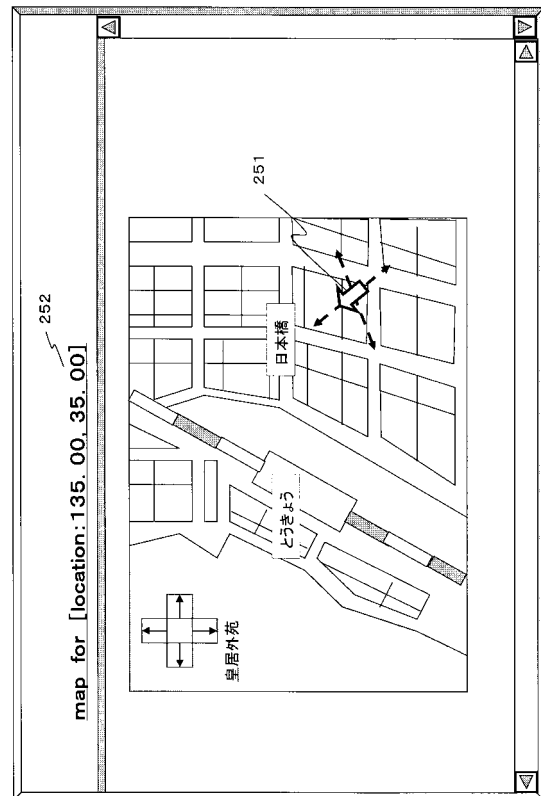 252
map for [location:135. 00, 35. 00]
251
日本橋
とうきょう
皇居外苑